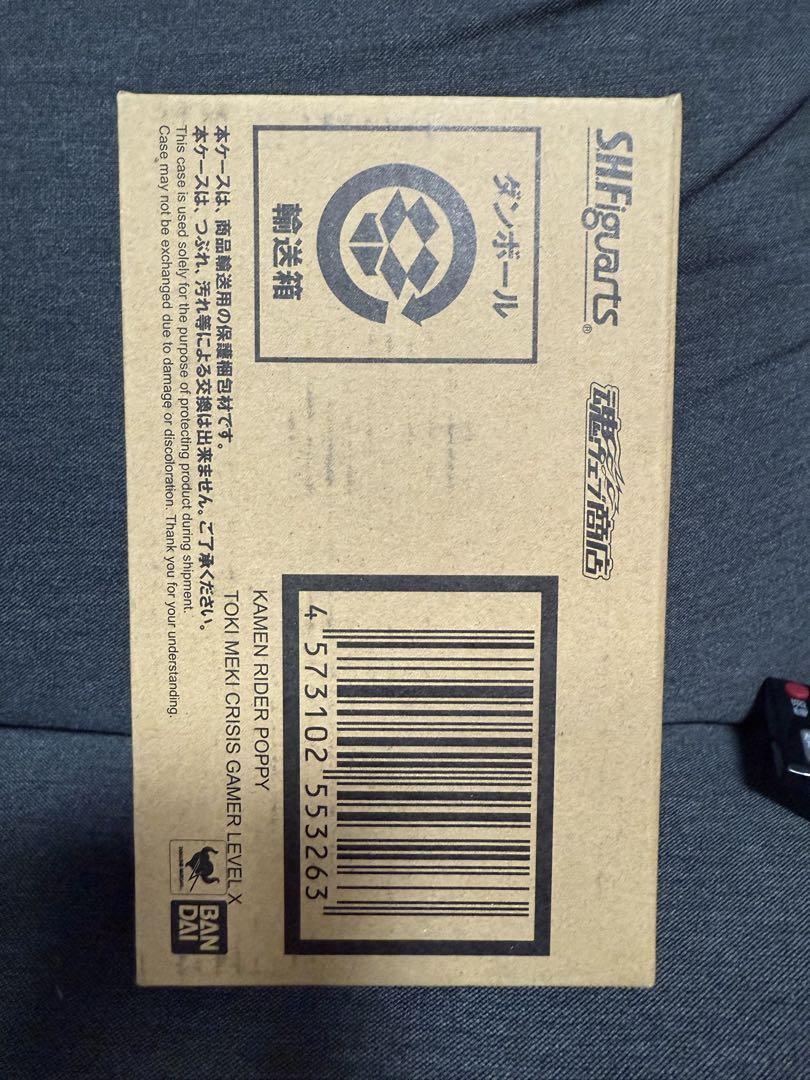 S.H.Figuarts®
魂ウェブ商店
ダンボール
輸送箱
本ケースは、商品輸送用の保護梱包材です。
本ケースは、つぶれ、汚れ等による交換は出来ません。ご了承ください。
This case is used solely for the purpose of protecting product during shipment.
Case may not be exchanged due to damage or discoloration. Thank you for your understanding.
4 573102 553263
KAMEN RIDER POPPY
TOKI MEKI CRISIS GAMER LEVEL X
BAN
DAI